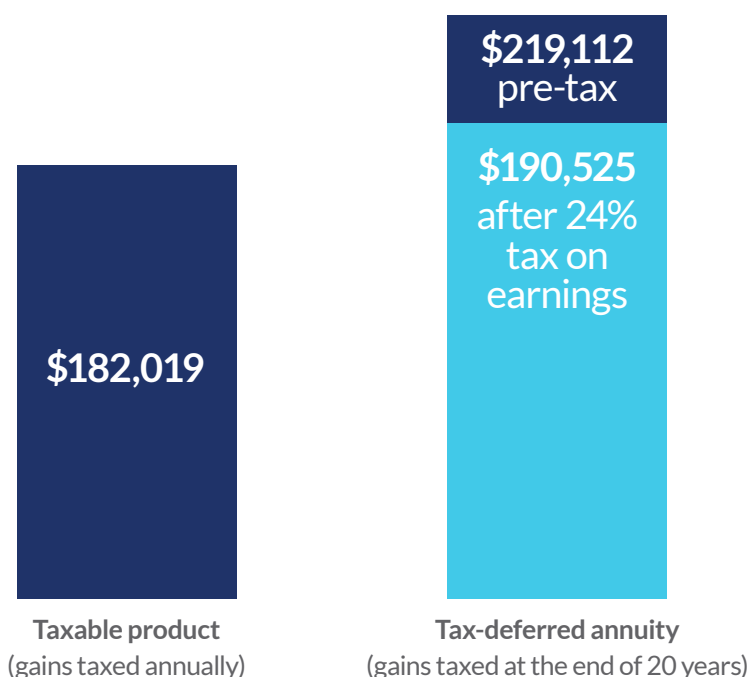 $219,112
pre-tax
$190,525
after 24%
tax on
earnings
$182,019
Taxable product
(gains taxed annually)
Tax-deferred annuity
(gains taxed at the end of 20 years)